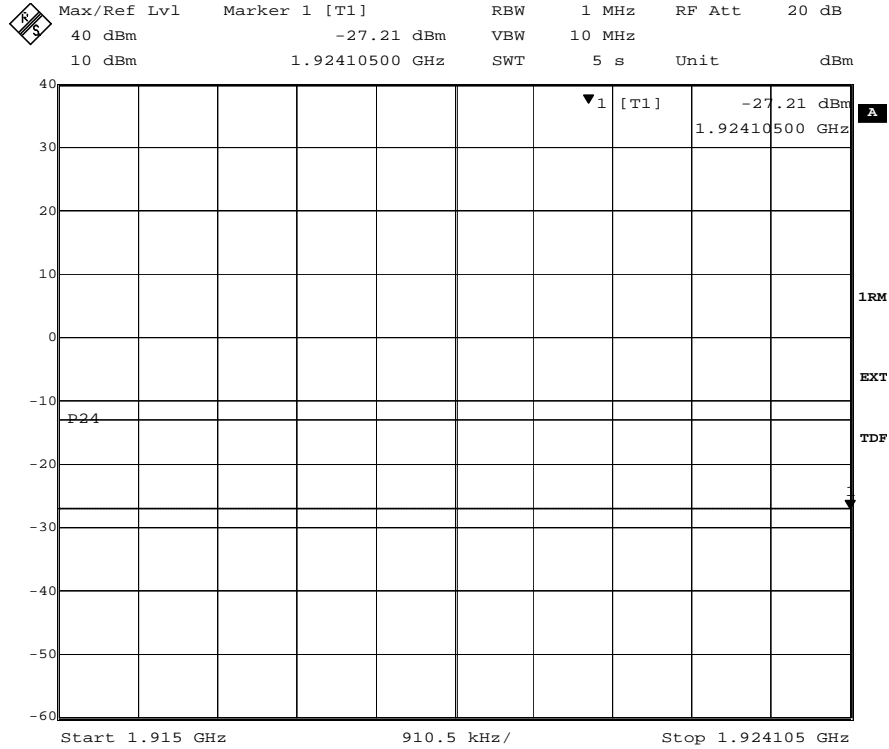 R S
Max/Ref Lvl Marker 1 [T1] RBW 1 MHz RF Att 20 dB
40 dBm -27.21 dBm VBW 10 MHz
10 dBm 1.92410500 GHz SWT 5 s Unit dBm
40
1 [T1] -27.21 dBm
A
1.92410500 GHz
30
20
10
1RM
0
EXT
-10
P24
TDF
-20
1
-30
-40
-50
-60
Start 1.915 GHz 910.5 kHz/ Stop 1.924105 GHz